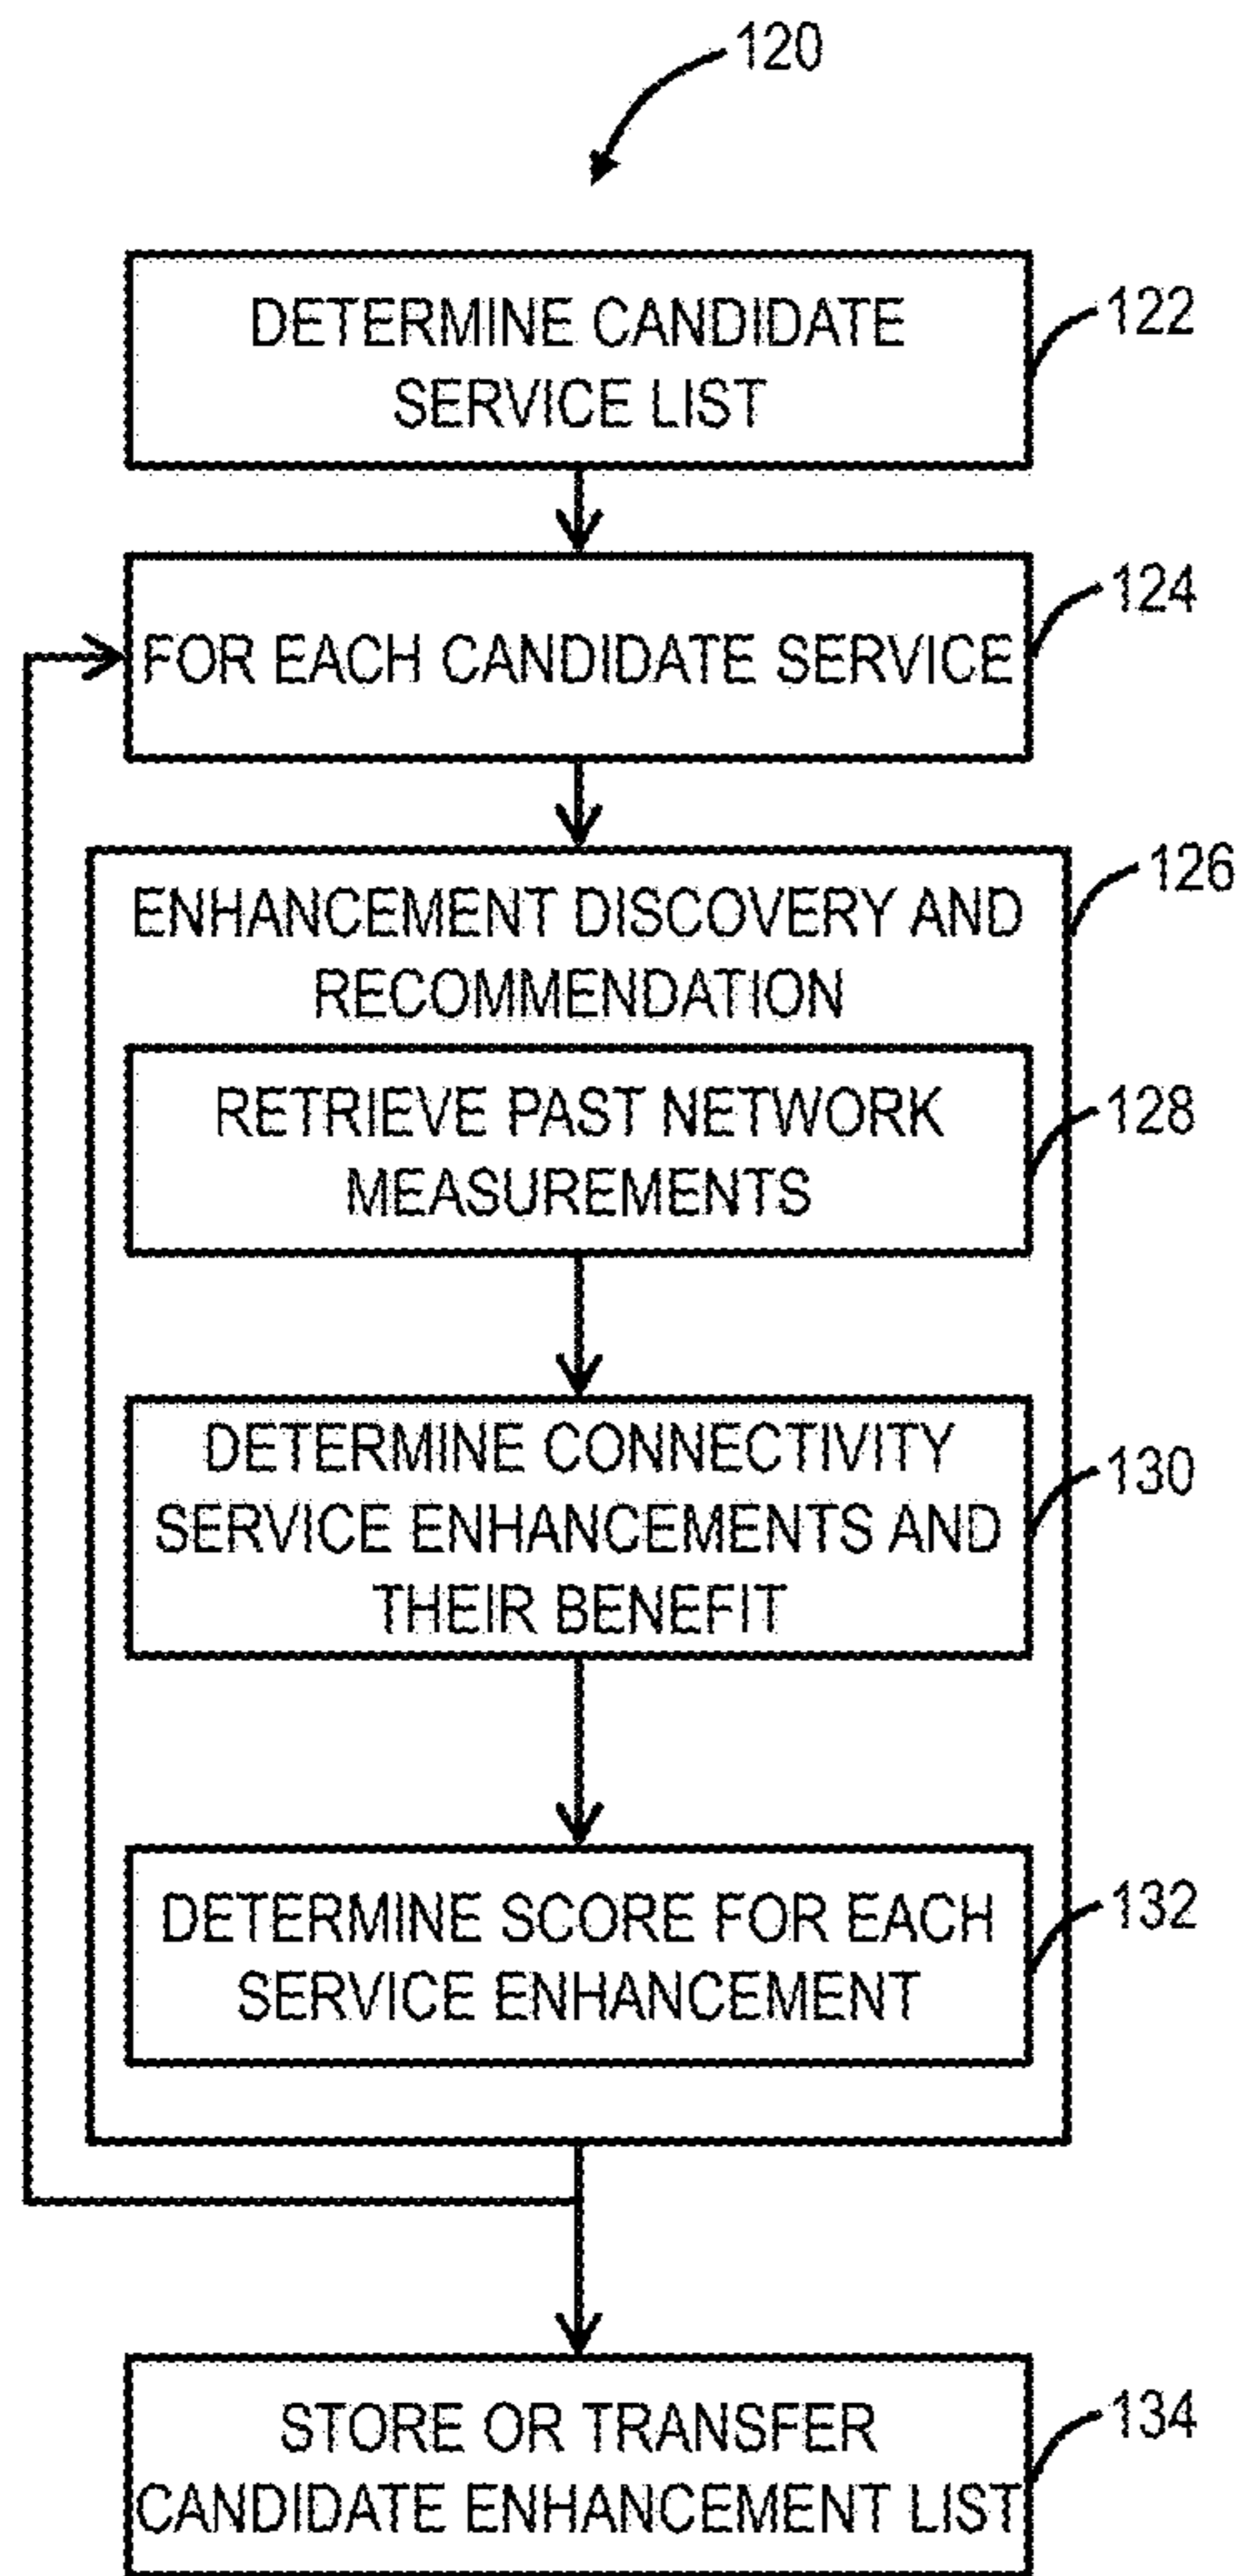 120
DETERMINE CANDIDATE
SERVICE LIST
122
FOR EACH CANDIDATE SERVICE
124
ENHANCEMENT DISCOVERY AND
RECOMMENDATION
126
RETRIEVE PAST NETWORK
MEASUREMENTS
128
DETERMINE CONNECTIVITY
SERVICE ENHANCEMENTS AND
THEIR BENEFIT
130
DETERMINE SCORE FOR EACH
SERVICE ENHANCEMENT
132
STORE OR TRANSFER
CANDIDATE ENHANCEMENT LIST
134